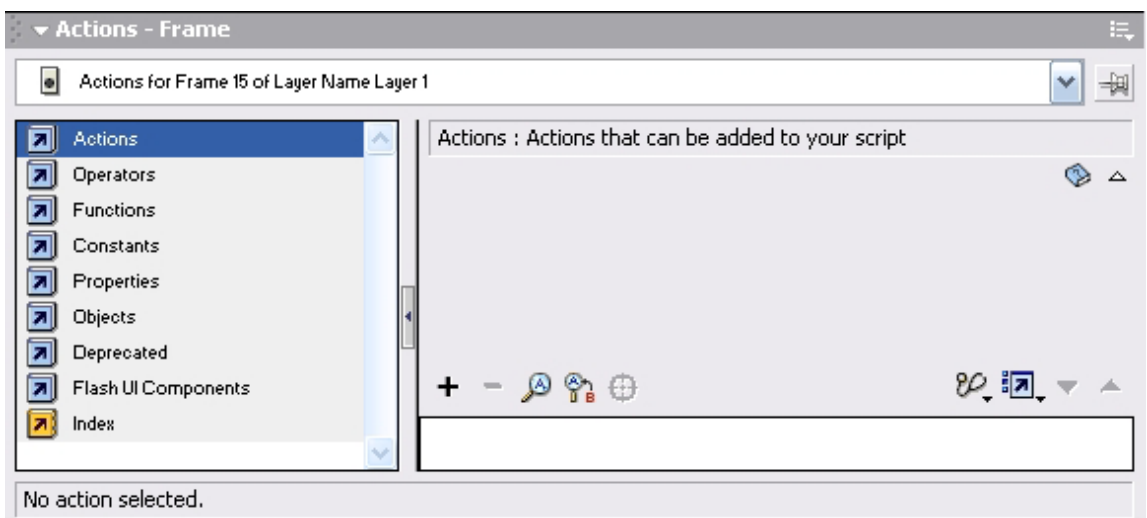 Actions - Frame
Actions for Frame 15 of Layer Name Layer 1
Actions
Operators
Functions
Constants
Properties
Objects
Deprecated
Flash UI Components
Index
Actions : Actions that can be added to your script
No action selected.